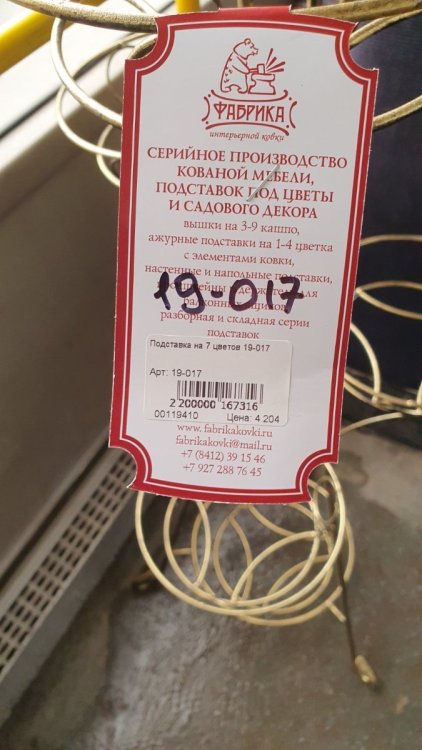 ФАБРИКА
интерьерной ковки
СЕРИЙНОЕ ПРОИЗВОДСТВО
КОВАНОЙ МЕБЕЛИ,
ПОДСТАВОК ПОД ЦВЕТЫ
И САДОВОГО ДЕКОРА
вышки на 3-9 кашпо,
ажурные подставки на 1-4 цветка
с элементами ковки,
настенные и напольные подставки,
для
19-017
разборная и складная серии
подставок
Подставка на 7 цветов 19-017
Арт: 19-017
2 200000 167316
00119410 Цена: 4 204
www. fabrikakovki.ru
fabrikakovki@mail.ru
+7 (8412) 39 15 46
+7 927 288 76 45